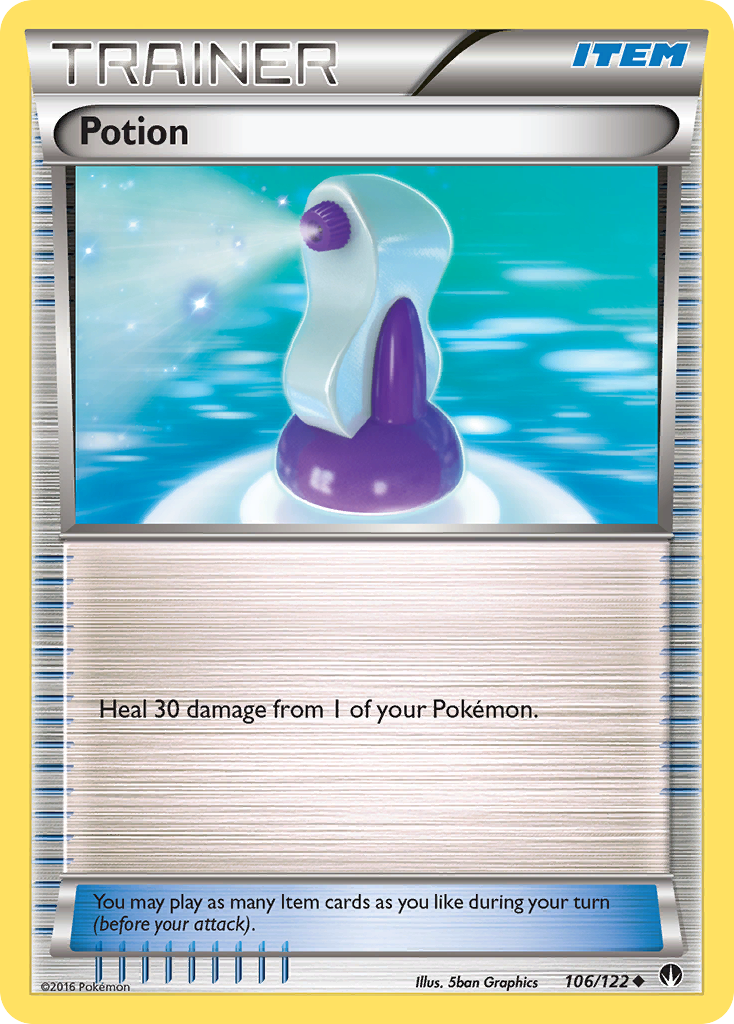 TRAINER
ITEM
Potion
Heal 30 damage from 1 of your Pokémon.
You may play as many Item cards as you like during your turn
(before your attack).
©2016 Pokémon
Illus. 5ban Graphics
106/122